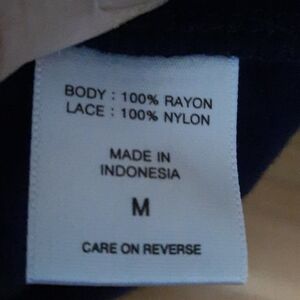 BODY : 100% RAYON
LACE : 100% NYLON
MADE IN
INDONESIA
M
CARE ON REVERSE